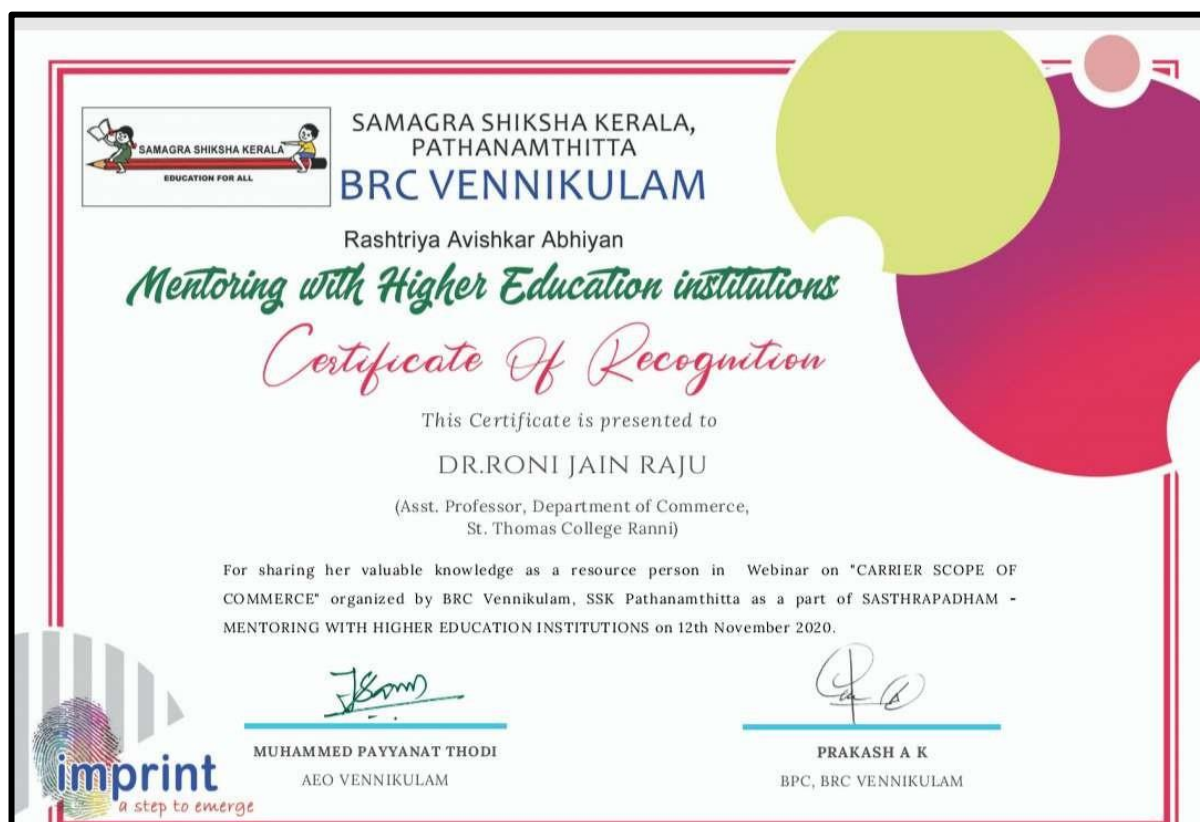 SAMAGRA SHIKSHA KERALA
EDUCATION FOR ALL
SAMAGRA SHIKSHA KERALA,
PATHANAMTHITTA
BRC VENNIKULAM
Rashtriya Avishkar Abhiyan
Mentoring with Higher Education institutions
Certificate Of Recognition
This Certificate is presented to
DR.RONI JAIN RAJU
(Asst. Professor, Department of Commerce,
St. Thomas College Ranni)
For sharing her valuable knowledge as a resource person in Webinar on "CARRIER SCOPE OF
COMMERCE" organized by BRC Vennikulam, SSK Pathanamthitta as a part of SASTHRAPADHAM -
MENTORING WITH HIGHER EDUCATION INSTITUTIONS on 12th November 2020.
MUHAMMED PAYYANAT THODI
AEO VENNIKULAM
PRAKASH A K
BPC, BRC VENNIKULAM
imprint
a step to emerge